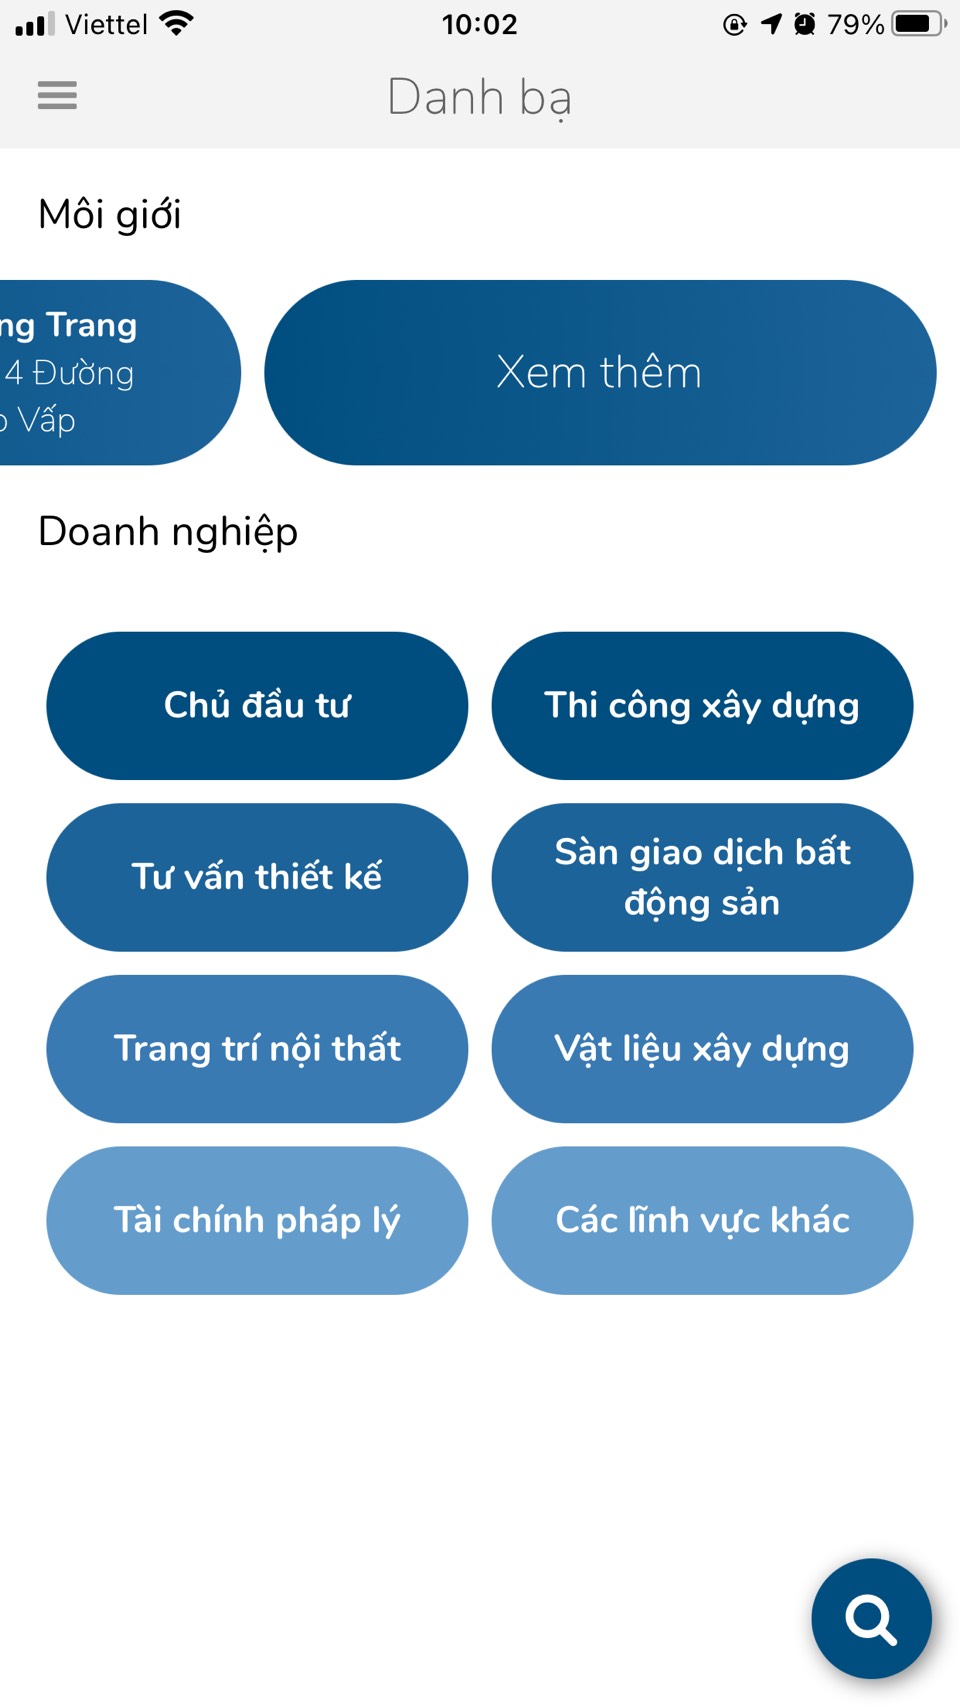 Viettel 10:02 79%
Danh bạ
Môi giới
Trang
4 Đường
Vấp
Xem thêm
Doanh nghiệp
Chủ đầu tư
Thi công xây dựng
Tư vấn thiết kế
Sàn giao dịch bất
động sản
Trang trí nội thất
Vật liệu xây dựng
Tài chính pháp lý
Các lĩnh vực khác